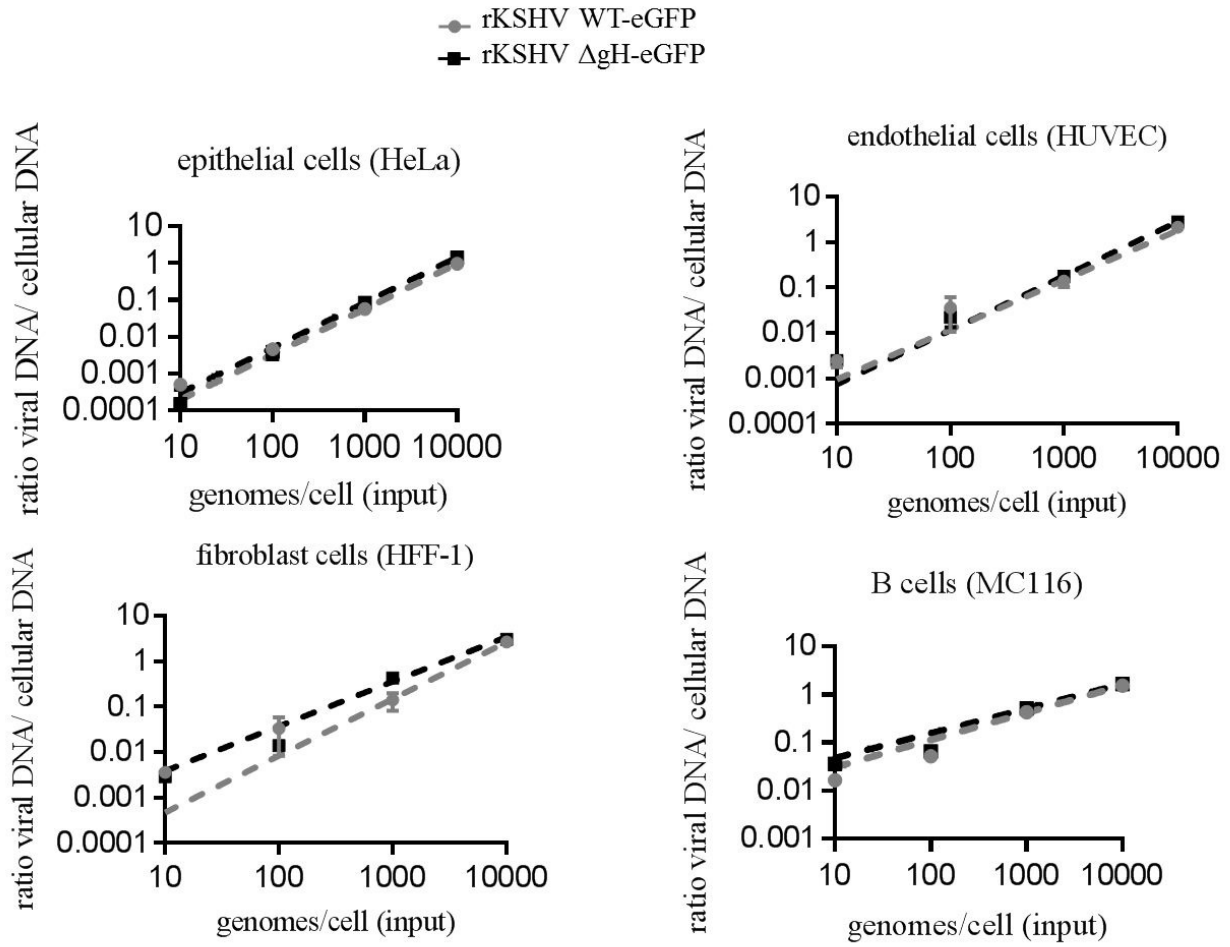 rKSHV WT-eGFP
rKSHV ΔgH-eGFP
epithelial cells (HeLa)
ratio viral DNA/ cellular DNA
10
1
0.1
0.01
0.001
0.0001
10 100 1000 10000
genomes/cell (input)
endothelial cells (HUVEC)
ratio viral DNA/ cellular DNA
10
1
0.1
0.01
0.001
0.0001
10 100 1000 10000
genomes/cell (input)
fibroblast cells (HFF-1)
ratio viral DNA/ cellular DNA
10
1
0.1
0.01
0.001
0.0001
10 100 1000 10000
genomes/cell (input)
B cells (MC116)
ratio viral DNA/ cellular DNA
10
1
0.1
0.01
0.001
10 100 1000 10000
genomes/cell (input)